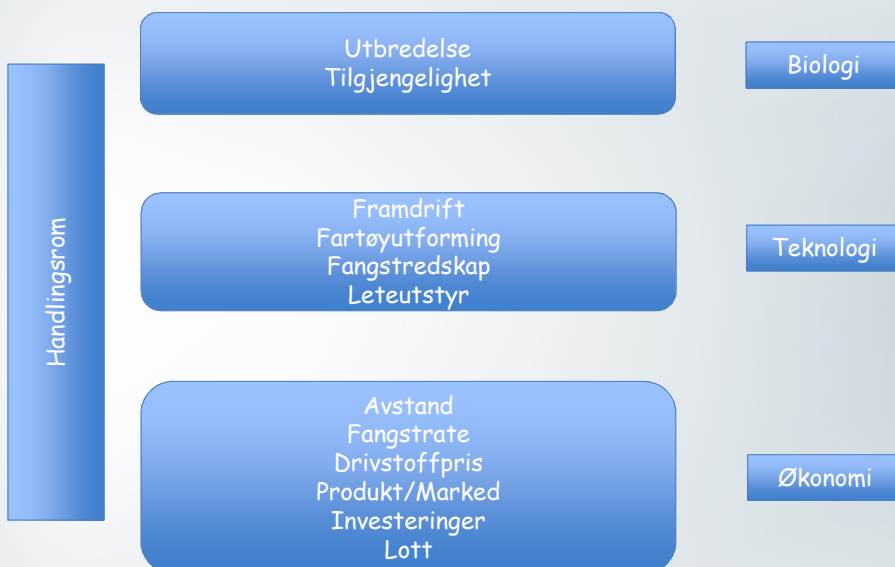 Handlingsrom
Utbredelse
Tilgjengelighet
Biologi
Framdrift
Fartøyutforming
Fangstredskap
Leteutstyr
Teknologi
Avstand
Fangstrate
Drivstoffpris
Produkt/Marked
Investeringer
Lott
Økonomi